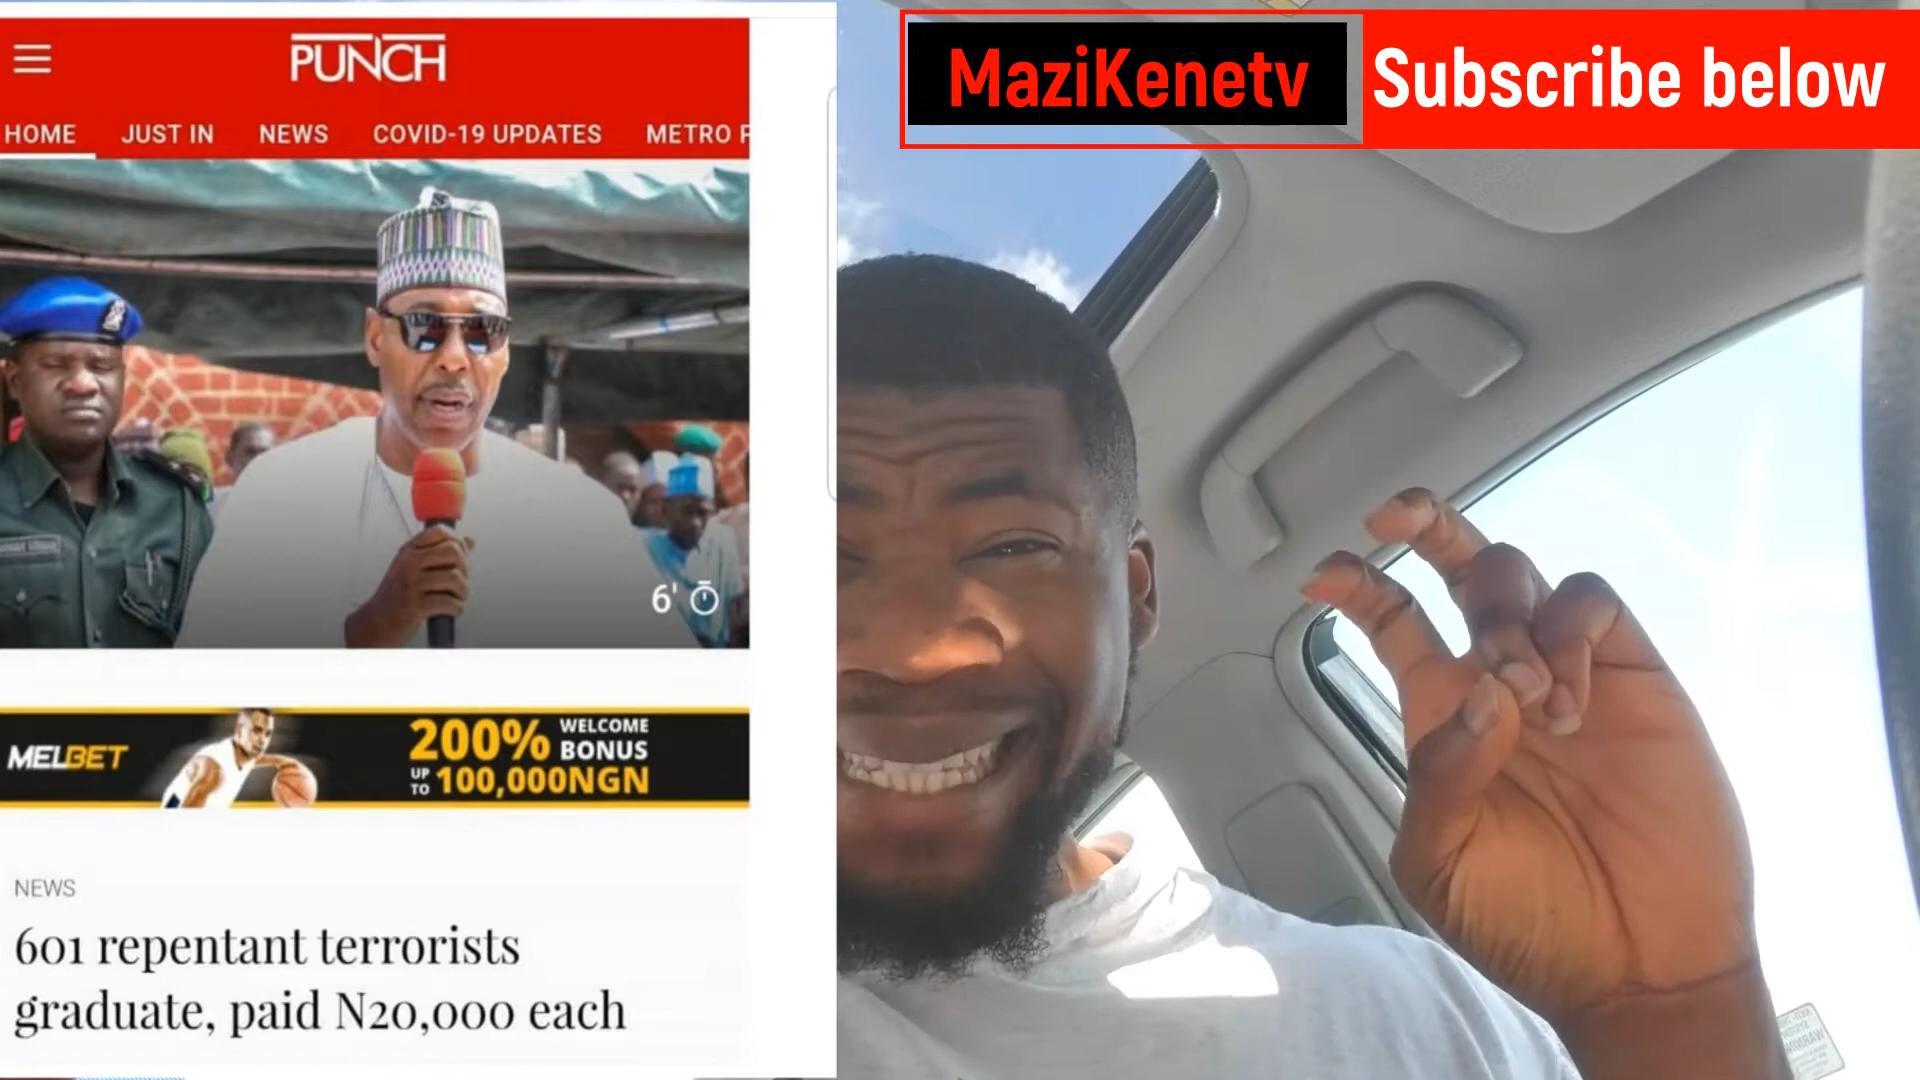 PUNCH
HOME JUST IN NEWS COVID-19 UPDATES METRO
6'
MELBET
200% WELCOME BONUS
UP TO 100,000NGN
NEWS
601 repentant terrorists
graduate, paid N20,000 each
MaziKenetv Subscribe below
WARNING